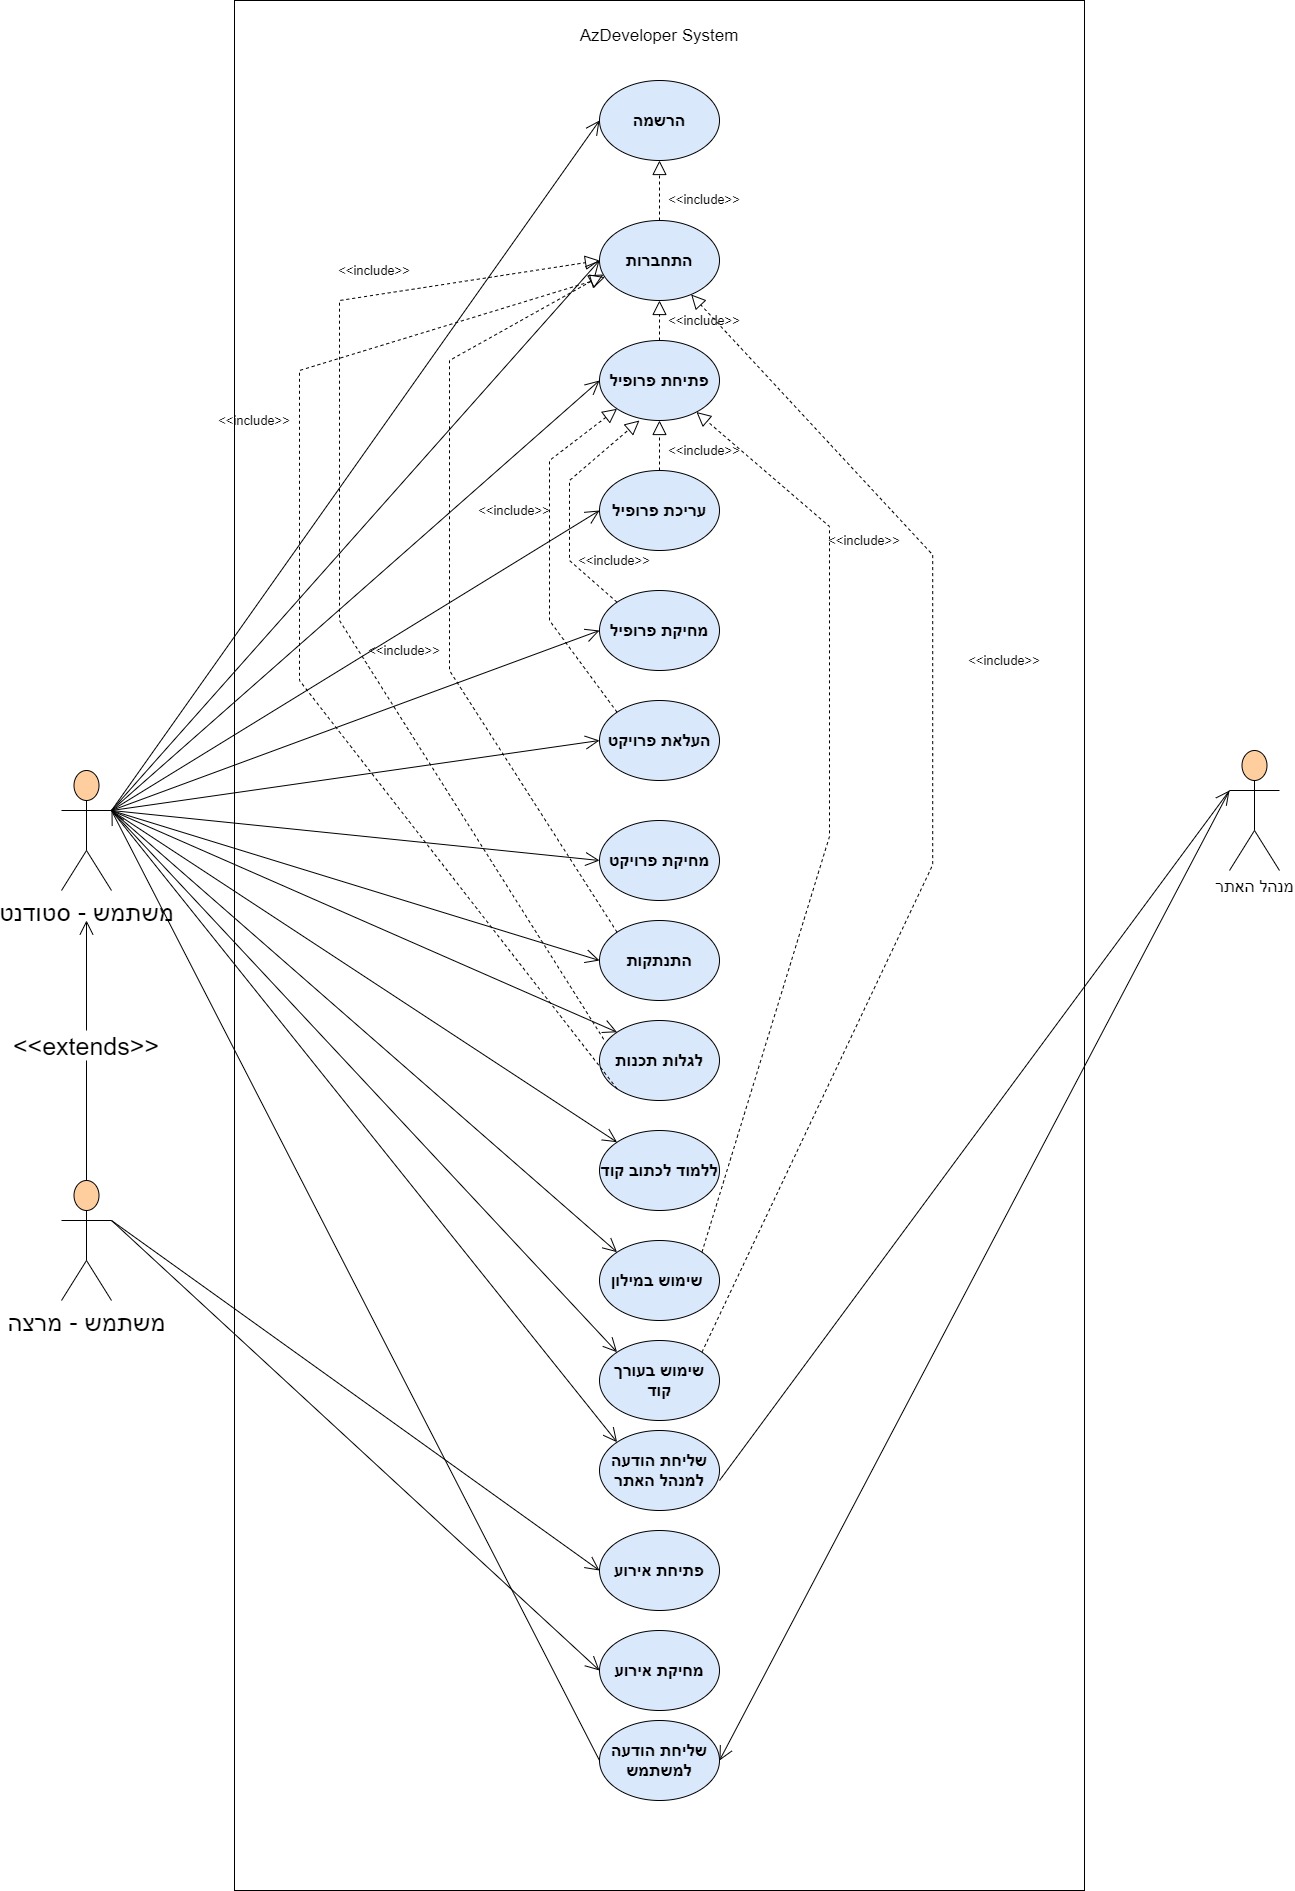 AzDeveloper System
הרשמה
<<include>>
התחברות
<<include>>
<<include>>
פתיחת פרופיל
<<include>>
<<include>>
עריכת פרופיל
<<include>>
<<include>>
<<include>>
מחיקת פרופיל
<<include>>
<<include>>
העלאת פרויקט
מחיקת פרויקט
מנהל האתר
משתמש - סטודנט
התנתקות
<<extends>>
לגלות תכנות
ללמוד לכתוב קוד
שימוש במילון
משתמש - מרצה
שימוש בעורך
קוד
שליחת הודעה
למנהל האתר
פתיחת אירוע
מחיקת אירוע
שליחת הודעה
למשתמש